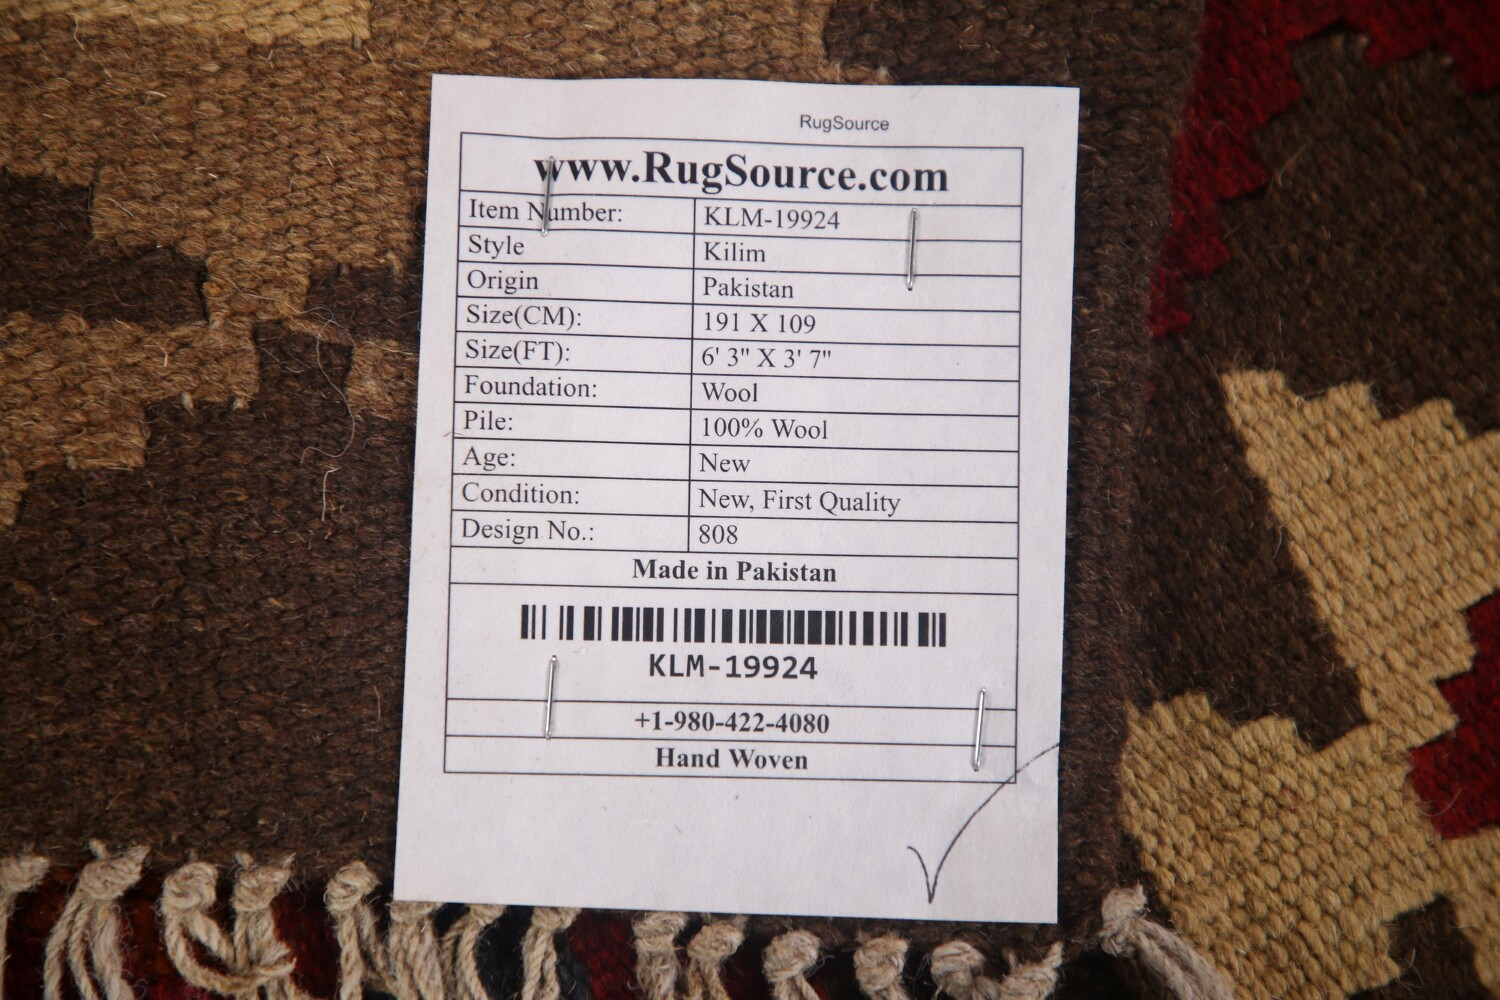 RugSource
www.RugSource.com
Item Number: KLM-19924
Style Kilim
Origin Pakistan
Size(CM): 191 X 109
Size(FT): 6' 3" X 3' 7"
Foundation: Wool
Pile: 100% Wool
Age: New
Condition: New, First Quality
Design No.: 808
Made in Pakistan
KLM-19924
+1-980-422-4080
Hand Woven